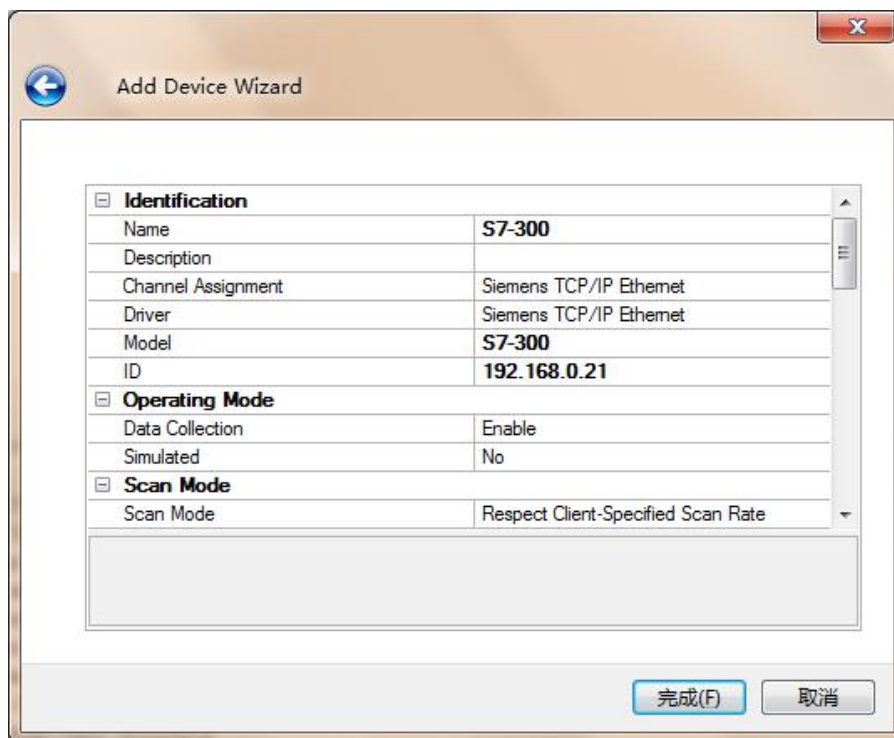 Add Device Wizard
Identification
Name S7-300
Description
Channel Assignment Siemens TCP/IP Ethernet
Driver Siemens TCP/IP Ethernet
Model S7-300
ID 192.168.0.21
Operating Mode
Data Collection Enable
Simulated No
Scan Mode
Scan Mode Respect Client-Specified Scan Rate
完成(F) 取消